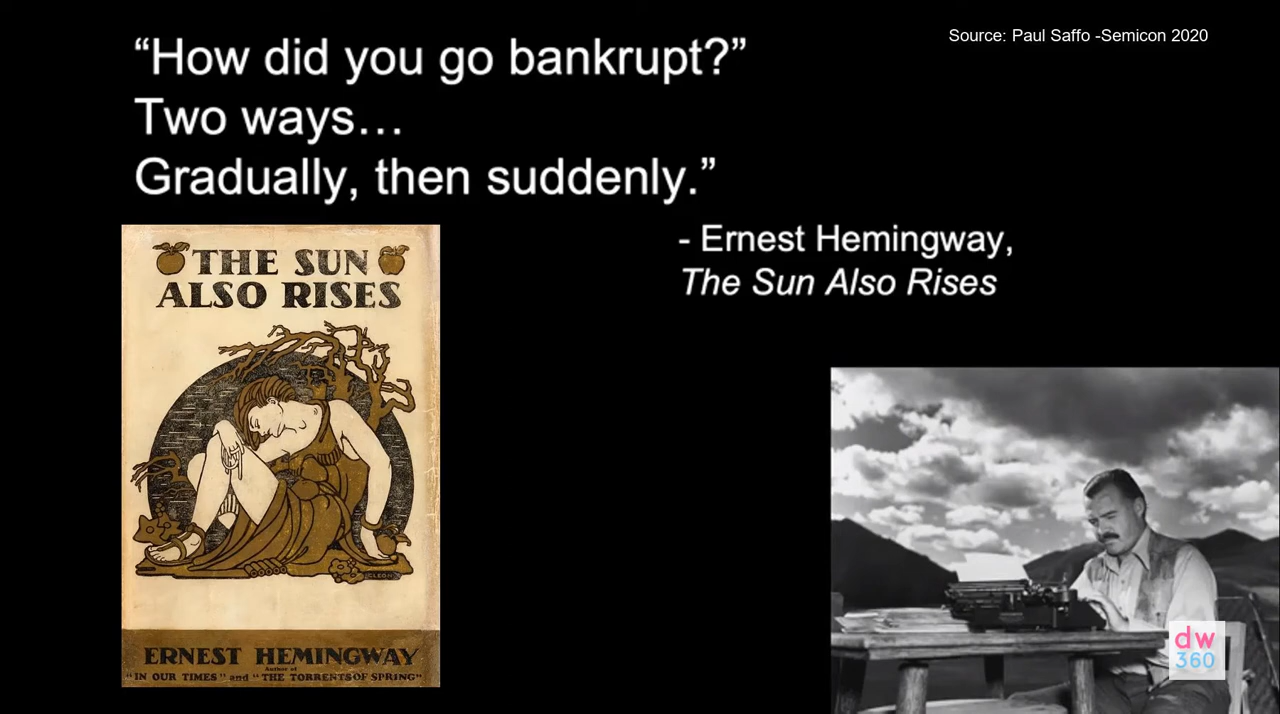 Source: Paul Saffo -Semicon 2020
“How did you go bankrupt?”
Two ways…
Gradually, then suddenly.”
- Ernest Hemingway,
The Sun Also Rises
THE SUN
ALSO RISES
CLEON
ERNEST HEMINGWAY
Author of
"IN OUR TIMES" and "THE TORRENTS OF SPRING"
dw
360